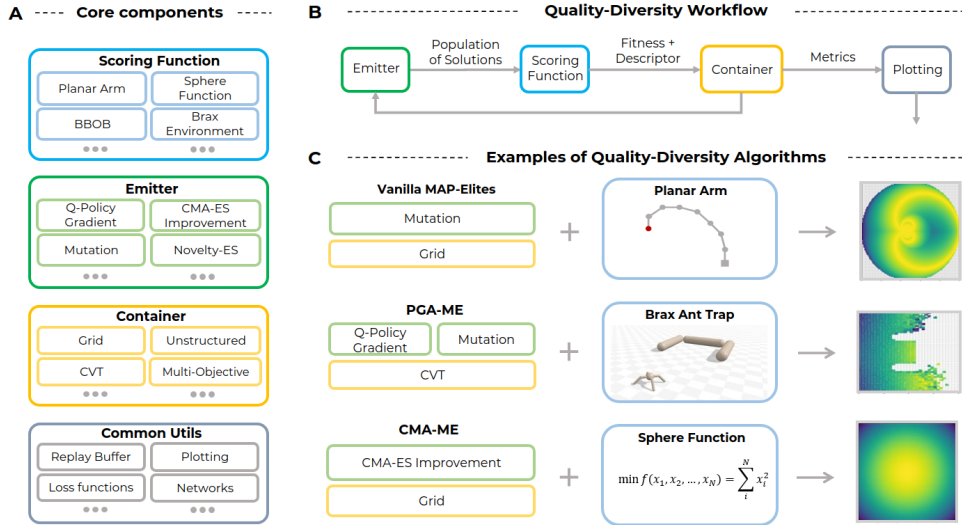 A
Core components
Scoring Function
Planar Arm
Sphere
Function
BBOB
Brax
Environment
Emitter
Q-Policy
Gradient
CMA-ES
Improvement
Mutation
Novelty-ES
Container
Grid
Unstructured
CVT
Multi-Objective
Common Utils
Replay Buffer
Plotting
Loss functions
Networks
B
Quality-Diversity Workflow
Emitter
Population
of Solutions
Scoring
Function
Fitness +
Descriptor
Container
Metrics
Plotting
C
Examples of Quality-Diversity Algorithms
Vanilla MAP-Elites
Mutation
Grid
+
Planar Arm
PGA-ME
Q-Policy
Gradient
Mutation
CVT
+
Brax Ant Trap
CMA-ME
CMA-ES Improvement
Grid
+
Sphere Function
min f(x₁, x₂, ..., x_N) = ∑_i^N x_i²